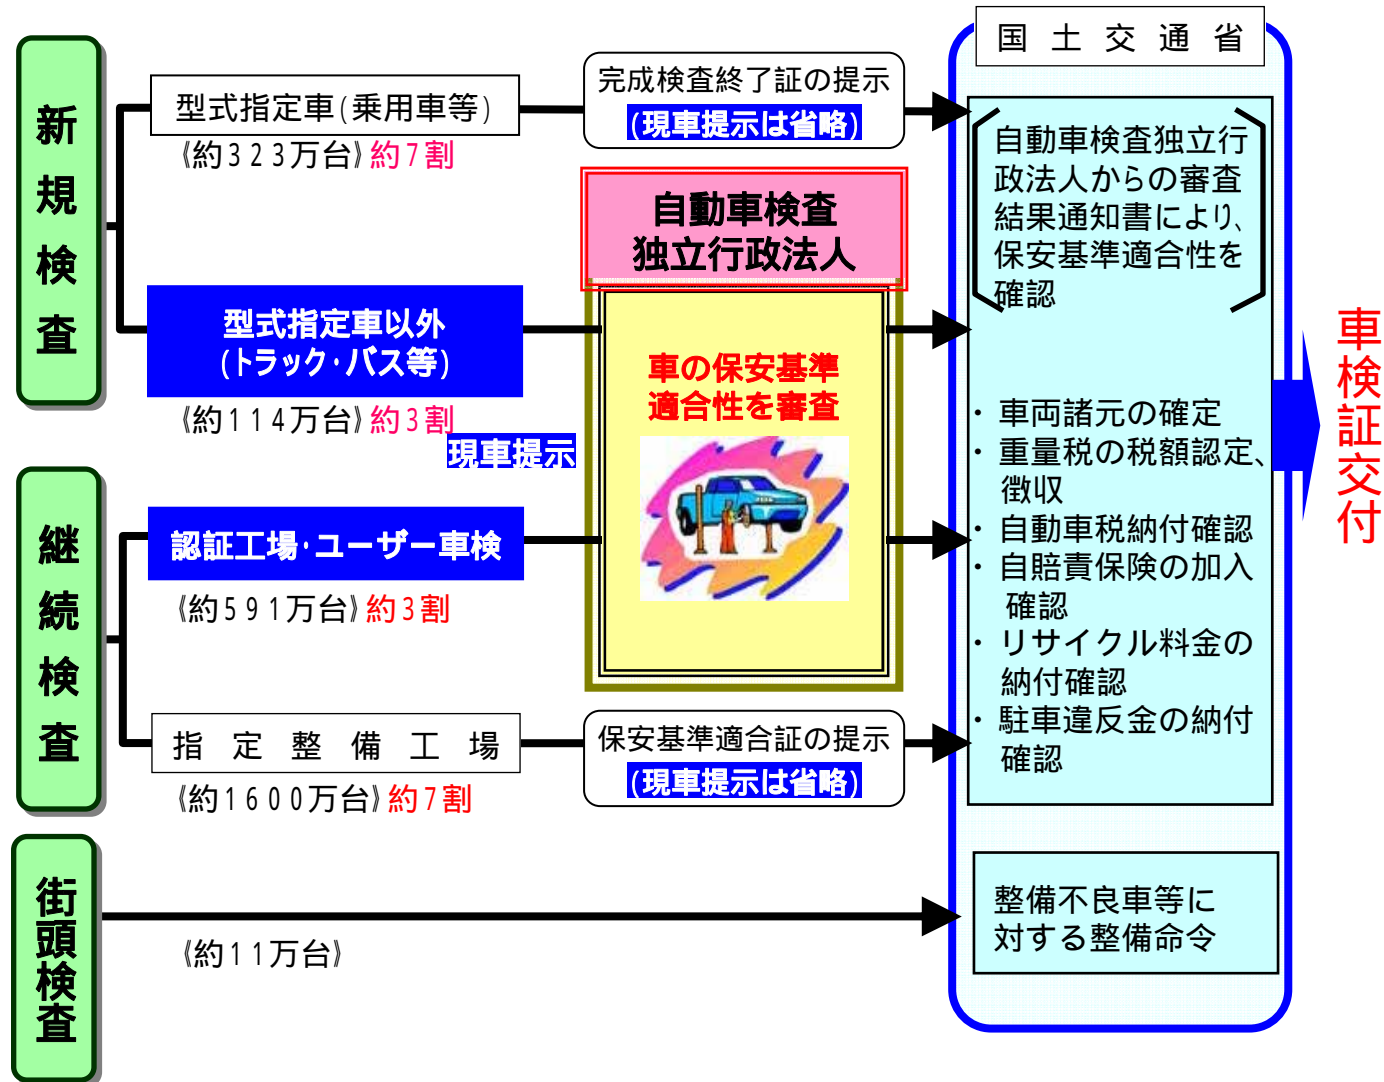 国土交通省
新規検査
型式指定車(乗用車等)
《約323万台》約7割
完成検査終了証の提示
(現車提示は省略)
自動車検査独立行
政法人からの審査
結果通知書により、
保安基準適合性を
確認
自動車検査
独立行政法人
型式指定車以外
(トラック・バス等)
《約114万台》約3割
現車提示
車の保安基準
適合性を審査
・車両諸元の確定
・重量税の税額認定、
徴収
・自動車税納付確認
・自賠責保険の加入
確認
・リサイクル料金の
納付確認
・駐車違反金の納付
確認
車検証交付
継続検査
認証工場・ユーザー車検
《約591万台》約3割
指定整備工場
《約1600万台》約7割
保安基準適合証の提示
(現車提示は省略)
街頭検査
《約11万台》
整備不良車等に
対する整備命令